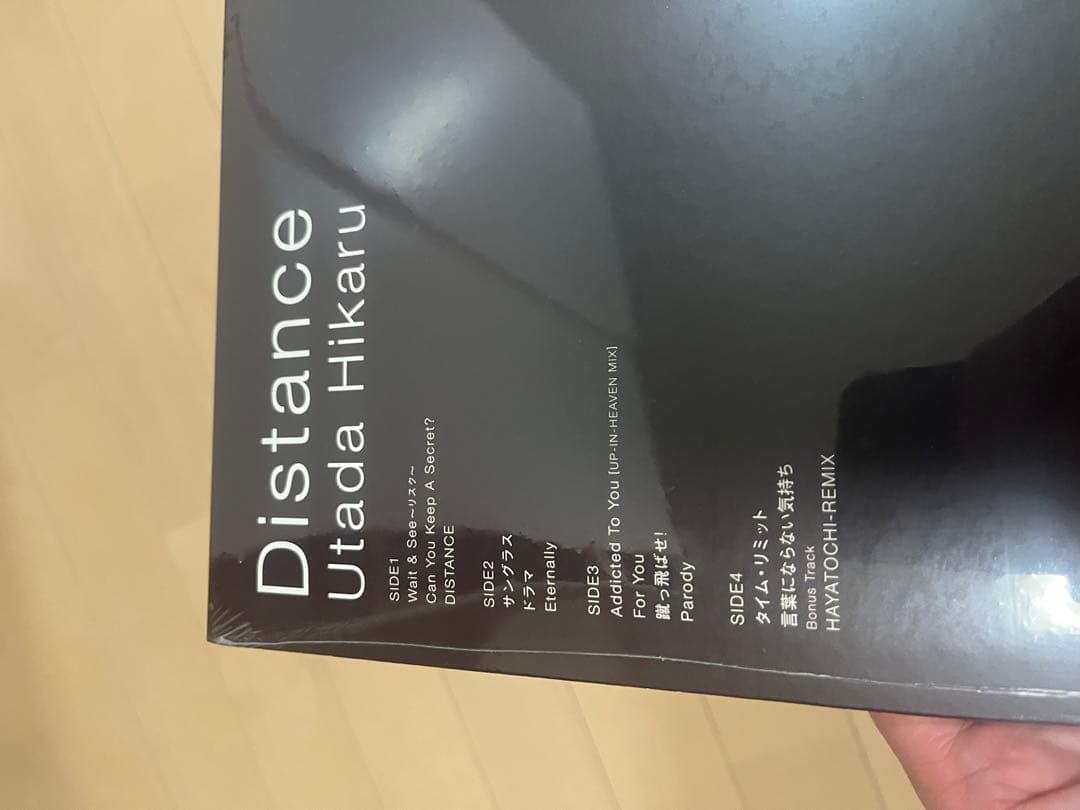 Distance
Utada Hikaru
SIDE1
Wait & See～リスク～
Can You Keep A Secret?
DISTANCE
SIDE2
サングラス
ドラマ
Eternally
SIDE3
Addicted To You [UP-IN-HEAVEN MIX]
For You
蹴っ飛ばせ!
Parody
SIDE4
タイム・リミット
言葉にならない気持ち
Bonus Track
HAYATOCHI-REMIX